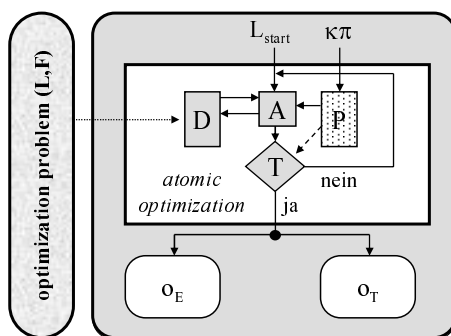 optimization problem (L,F)
L_start κπ
D A P
T
atomic nein
optimization ja
o_E o_T